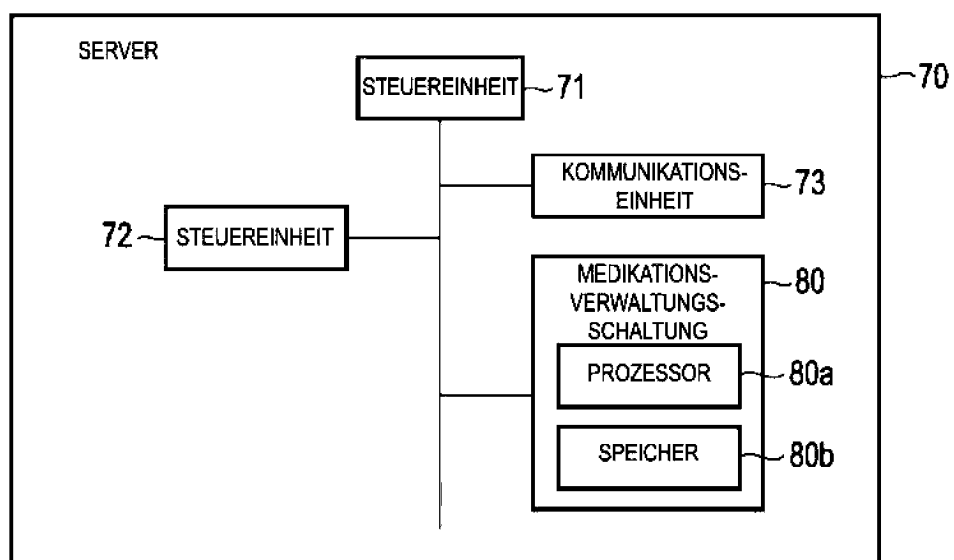 SERVER
STEUEREINHEIT 71
70
KOMMUNIKATIONS-
EINHEIT
73
72 STEUEREINHEIT
MEDIKATIONS-
VERWALTUNGS-
SCHALTUNG
80
PROZESSOR 80a
SPEICHER 80b